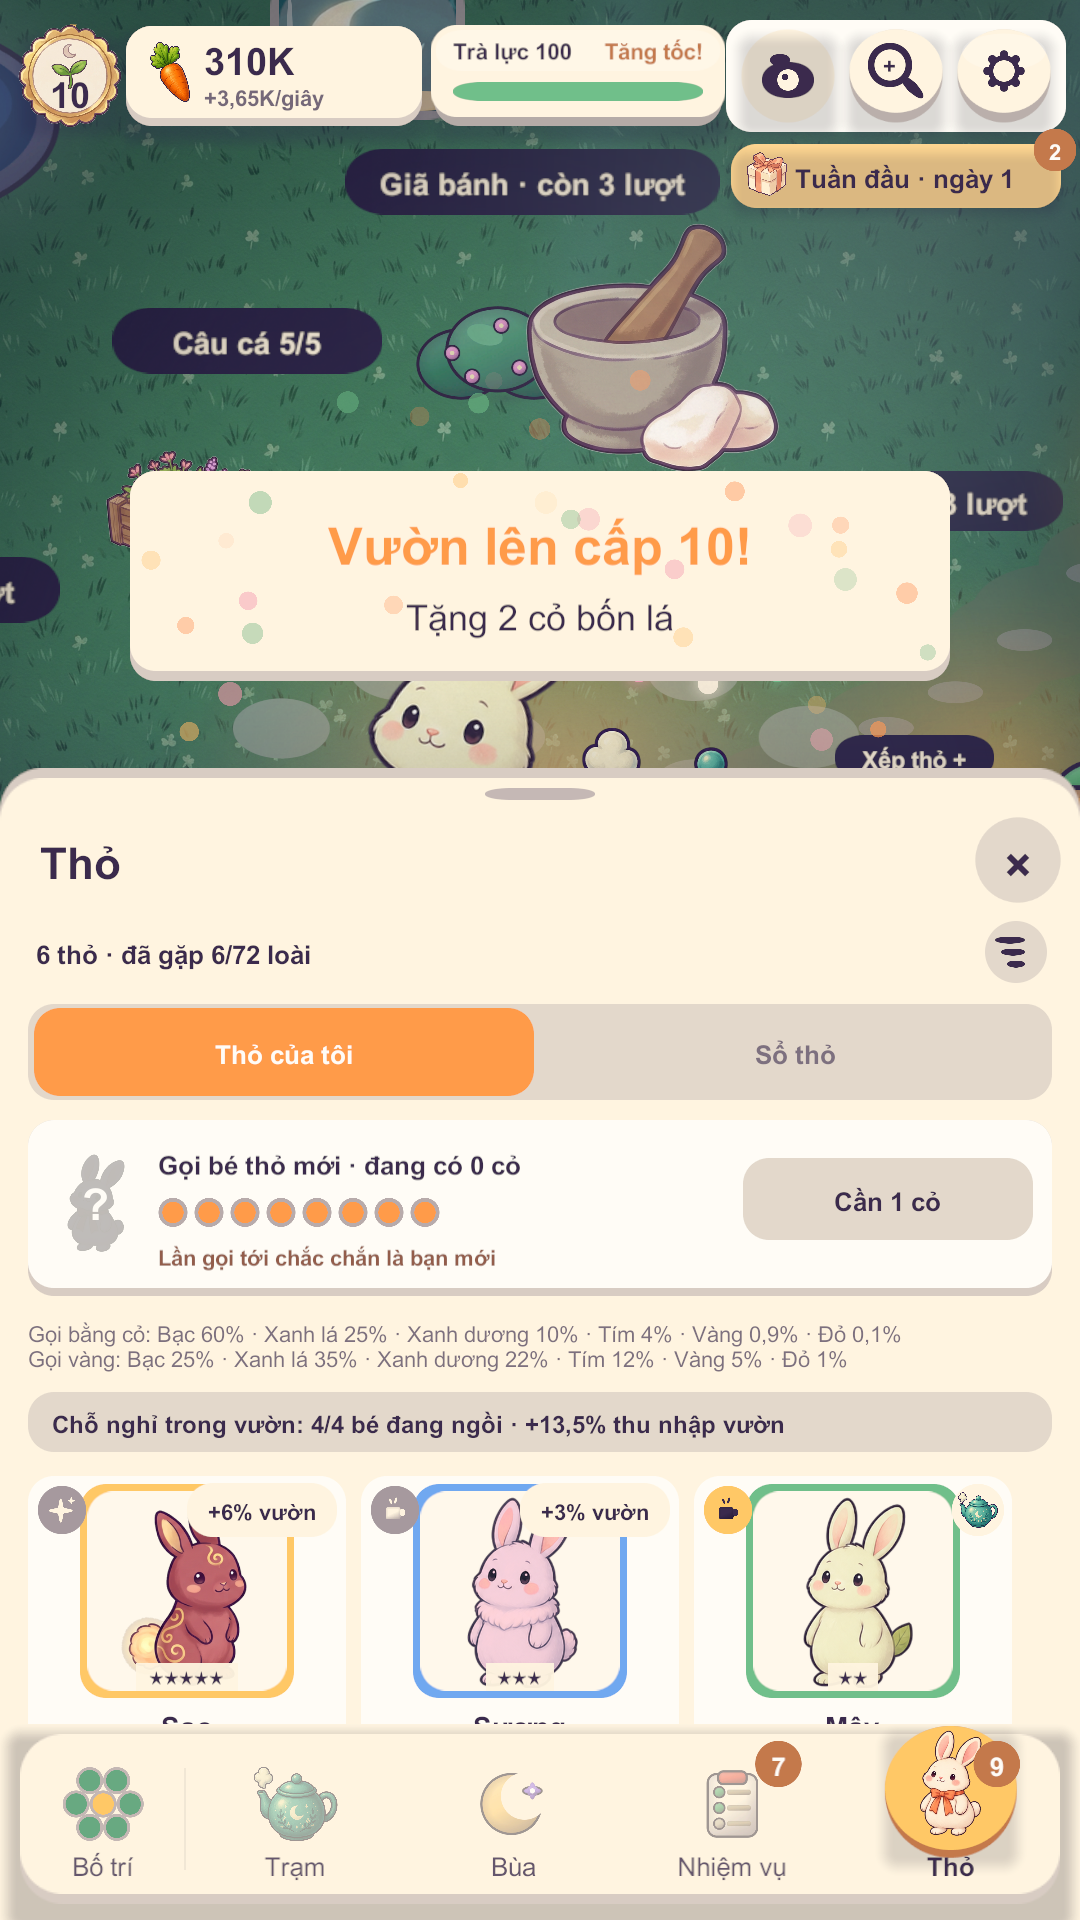 10
310K
+3,65K/giây
Trà lực 100
Tăng tốc!
2
Tuần đầu · ngày 1
Giã bánh · còn 3 lượt
Câu cá 5/5
3 lượt
Vườn lên cấp 10!
Tặng 2 cỏ bốn lá
Xếp thỏ +
Thỏ
6 thỏ · đã gặp 6/72 loài
Thỏ của tôi
Sổ thỏ
?
Gọi bé thỏ mới · đang có 0 cỏ
Lần gọi tới chắc chắn là bạn mới
Cần 1 cỏ
Gọi bằng cỏ: Bạc 60% · Xanh lá 25% · Xanh dương 10% · Tím 4% · Vàng 0,9% · Đỏ 0,1%
Gọi vàng: Bạc 25% · Xanh lá 35% · Xanh dương 22% · Tím 12% · Vàng 5% · Đỏ 1%
Chỗ nghỉ trong vườn: 4/4 bé đang ngồi · +13,5% thu nhập vườn
+6% vườn
+3% vườn
★★★★★
★★★
★★
7
9
Bố trí
Trạm
Bùa
Nhiệm vụ
Thỏ